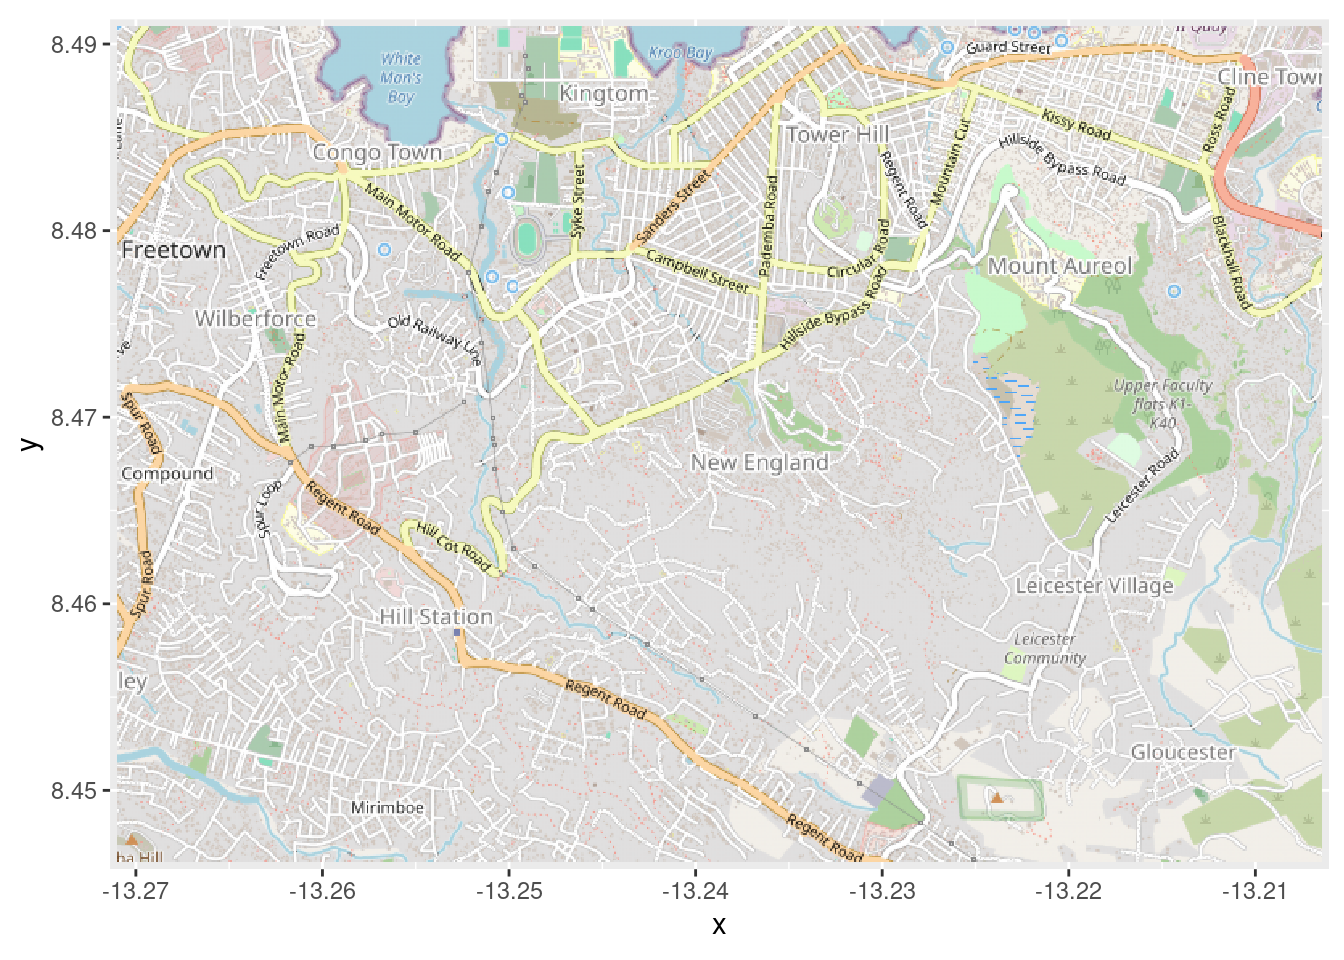 8.49
8.48
8.47
8.46
8.45
y
-13.27
-13.26
-13.25
-13.24
-13.23
-13.22
-13.21
x
White
Man's
Bay
Kroo Bay
Guard Street
Quay
Cline Town
Kingtom
Tower Hill
Kissy Road
Ross Road
Lane
Congo Town
Regent Road
Mountain Cut
Hillside Bypass Road
Main Motor Road
Syke Street
Sanders Street
Pademba Road
Freetown
Freetown Road
Campbell Street
Circular Road
Mount Aureol
Blackhall Road
Wilberforce
Old Railway Line
Hillside Bypass Road
ve
Main Motor Road
Spur Road
Upper Faculty
flats K1-
K40
New England
Compound
Spur Loop
Regent Road
Leicester Road
Hill Cot Road
Spur Road
Hill Station
Leicester Village
Leicester
Community
ley
Regent Road
Gloucester
Mirimboe
Regent Road
ba Hill